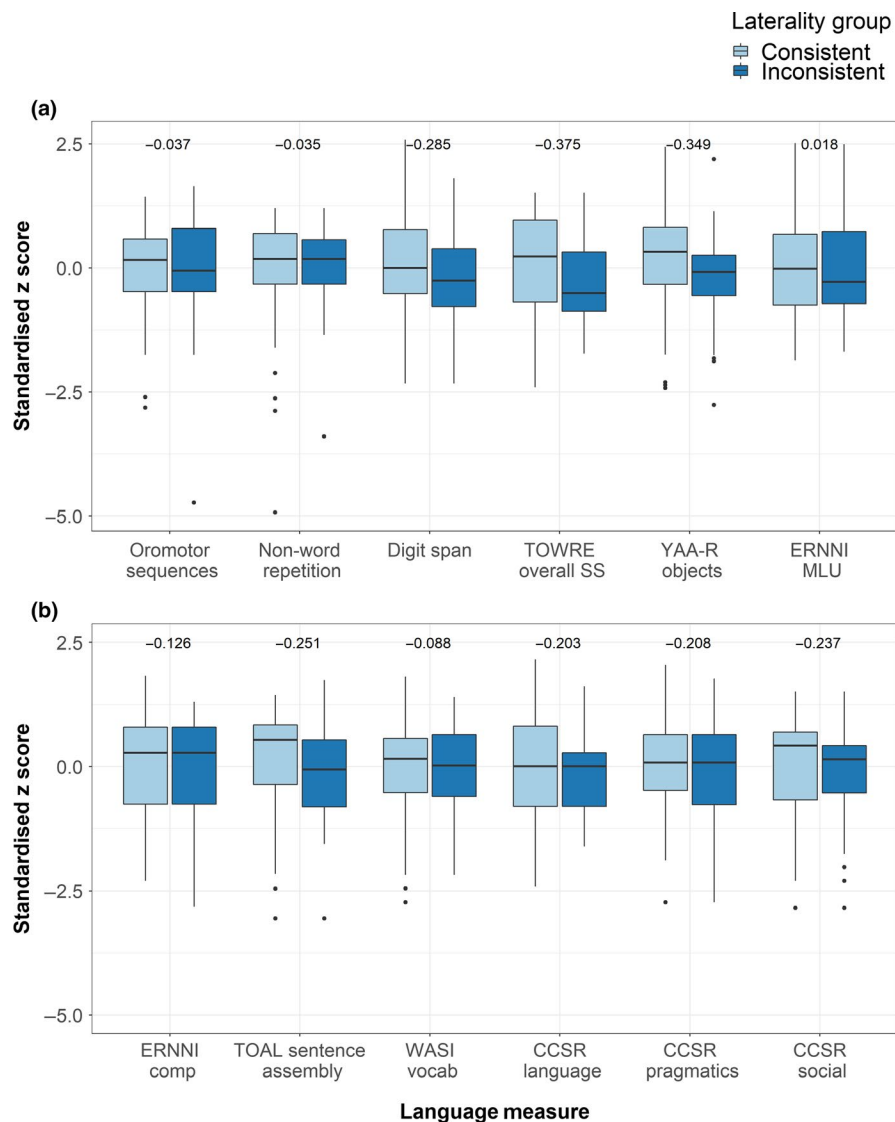 Laterality group
Consistent
Inconsistent
(a)
−0.037 −0.035 −0.285 −0.375 −0.349 0.018
2.5
0.0
−2.5
−5.0
Standardised z score
Oromotor sequences
Non-word repetition
Digit span
TOWRE overall SS
YAA-R objects
ERNNI MLU
(b)
−0.126 −0.251 −0.088 −0.203 −0.208 −0.237
2.5
0.0
−2.5
−5.0
Standardised z score
ERNNI comp
TOAL sentence assembly
WASI vocab
CCSR language
CCSR pragmatics
CCSR social
Language measure